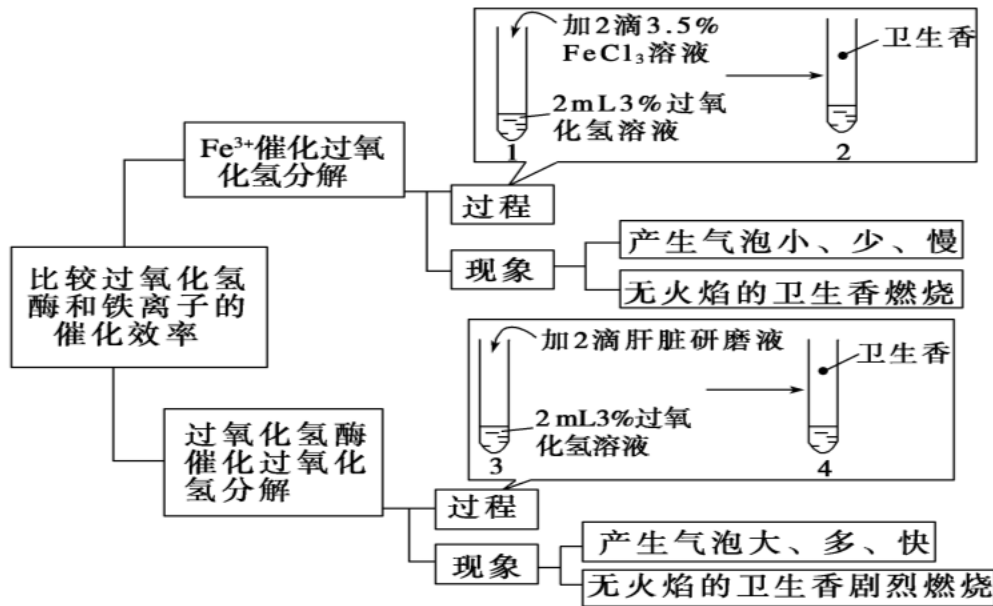 加2滴3.5%
FeCl₃溶液
卫生香
2mL3%过氧
化氢溶液
1
2
Fe³⁺催化过氧
化氢分解
过程
现象
产生气泡小、少、慢
无火焰的卫生香燃烧
比较过氧化氢
酶和铁离子的
催化效率
加2滴肝脏研磨液
卫生香
2mL3%过氧
化氢溶液
3
4
过氧化氢酶
催化过氧化
氢分解
过程
现象
产生气泡大、多、快
无火焰的卫生香剧烈燃烧